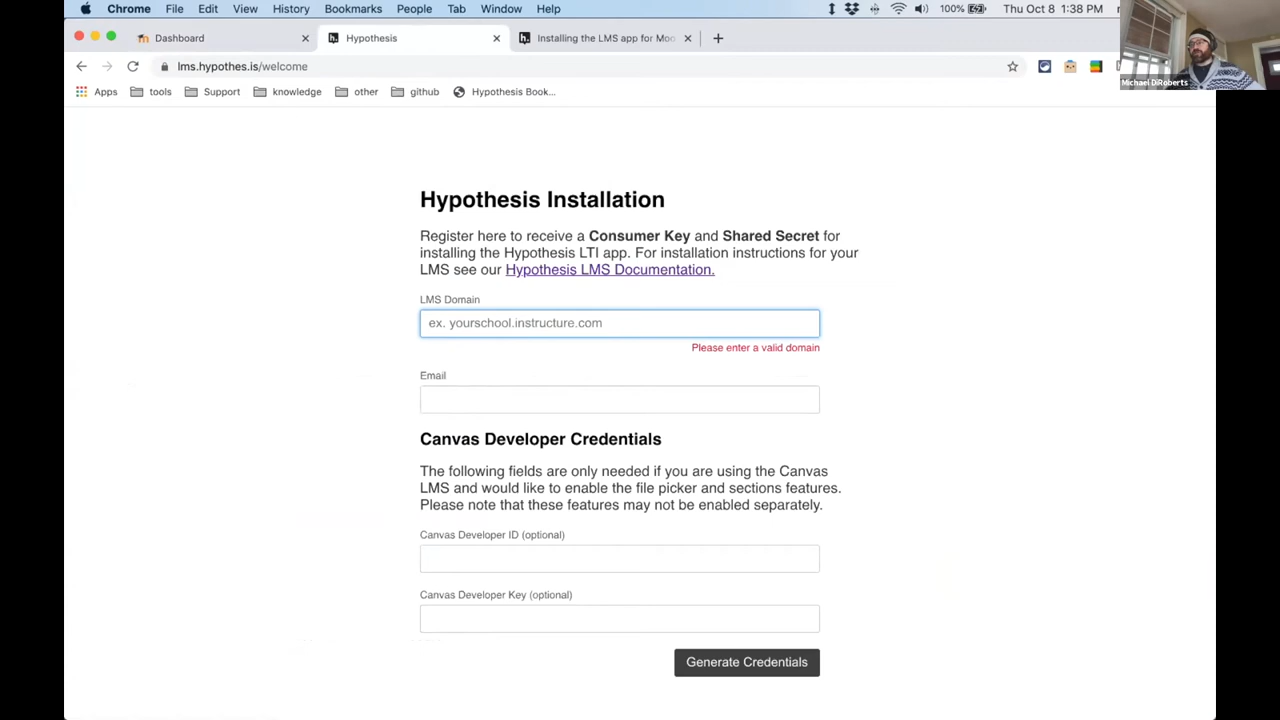 Chrome File Edit View History Bookmarks People Tab Window Help 100% Thu Oct 8 1:38 PM
Michael DiRoberts
Dashboard Hypothesis Installing the LMS app for Moo
lms.hypothes.is/welcome
Apps tools Support knowledge other github Hypothesis Book...
Hypothesis Installation
Register here to receive a Consumer Key and Shared Secret for
installing the Hypothesis LTI app. For installation instructions for your
LMS see our Hypothesis LMS Documentation.
LMS Domain
ex. yourschool.instructure.com
Please enter a valid domain
Email
Canvas Developer Credentials
The following fields are only needed if you are using the Canvas
LMS and would like to enable the file picker and sections features.
Please note that these features may not be enabled separately.
Canvas Developer ID (optional)
Canvas Developer Key (optional)
Generate Credentials